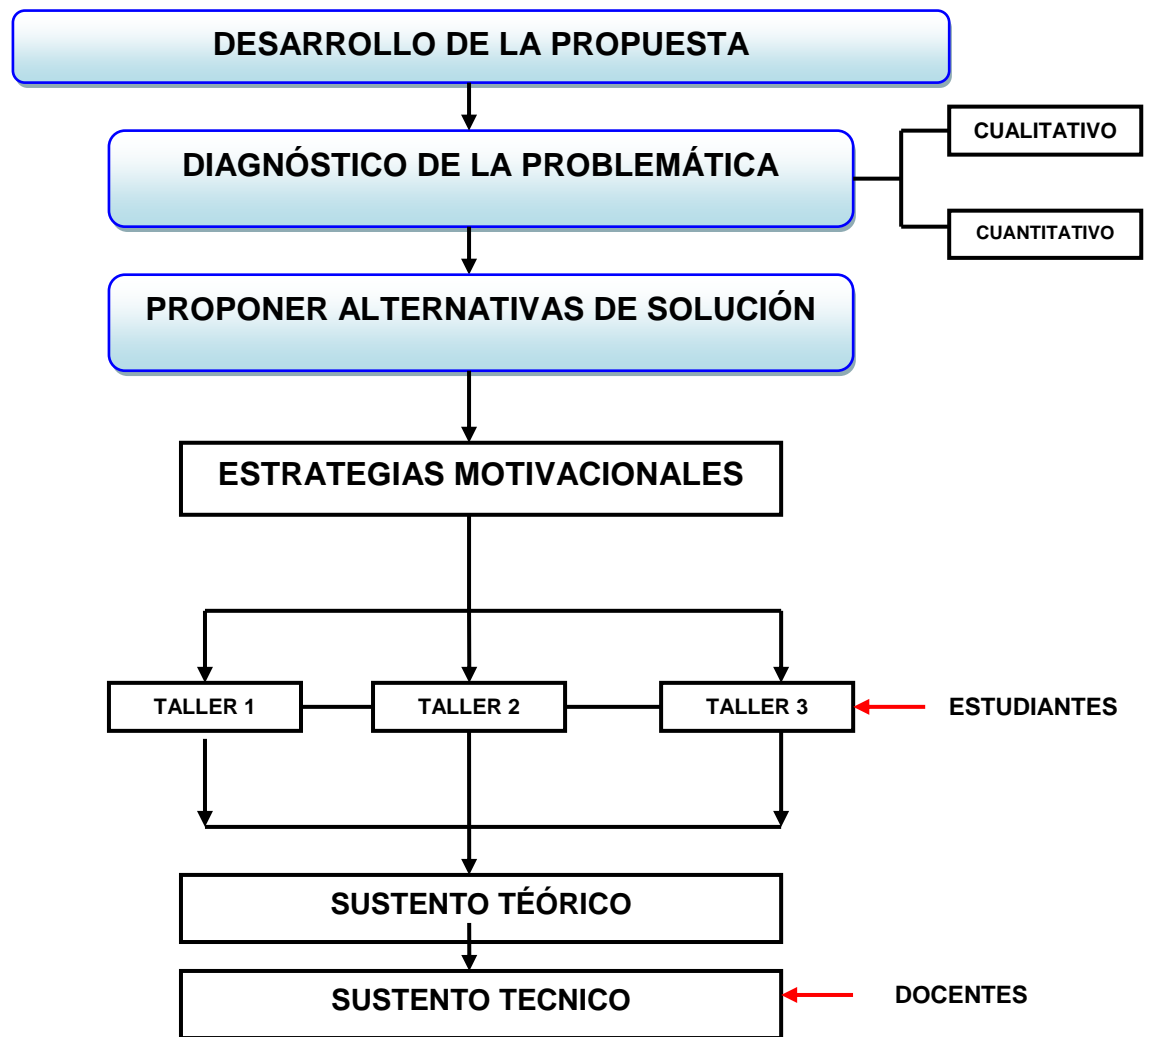 DESARROLLO DE LA PROPUESTA
CUALITATIVO
DIAGNÓSTICO DE LA PROBLEMÁTICA
CUANTITATIVO
PROPONER ALTERNATIVAS DE SOLUCIÓN
ESTRATEGIAS MOTIVACIONALES
TALLER 1
TALLER 2
TALLER 3
ESTUDIANTES
SUSTENTO TÉÓRICO
SUSTENTO TECNICO
DOCENTES